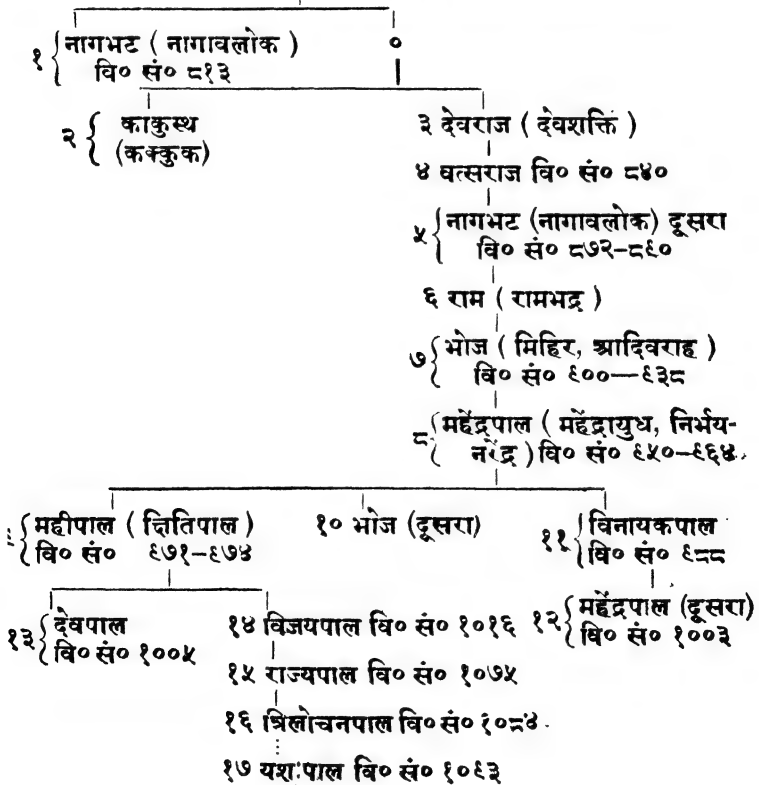 १ नागभट ( नागावलोक ) ०
वि० सं० ८१३
२ काकुस्थ
(कक्कुक)
३ देवराज ( देवशक्ति )
४ वत्सराज वि० सं० ८४०
५ नागभट (नागावलोक) दूसरा
वि० सं० ८७२-८९०
६ राम ( रामभद्र )
७ भोज ( मिहिर, आदिवराह )
वि० सं० ९००—९३८
८ महेंद्रपाल ( महेंद्रायुध, निर्भय-
नरेंद्र ) वि० सं० ९५०-९६४
महीपाल ( क्षितिपाल )
वि० सं० ९७१-९७४
१० भोज (दूसरा)
११ विनायकपाल
वि० सं० ९८८
१२ महेंद्रपाल (दूसरा)
वि० सं० १००३
१३ देवपाल
वि० सं० १००५
१४ विजयपाल वि० सं० १०१६
१५ राज्यपाल वि० सं० १०७५
१६ त्रिलोचनपाल वि० सं० १०८४
१७ यशःपाल वि० सं० १०९३